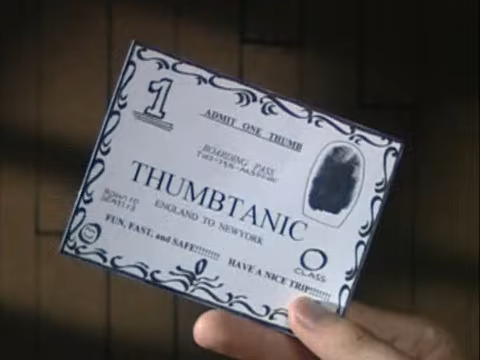 1
ADMIT ONE THUMB
BOARDING PASS
THUMBTANIC
ENGLAND TO NEWYORK
FUN, FAST, and SAFE!!!!!!!!
HAVE A NICE TRIP!!!!!!!
O
CLASS